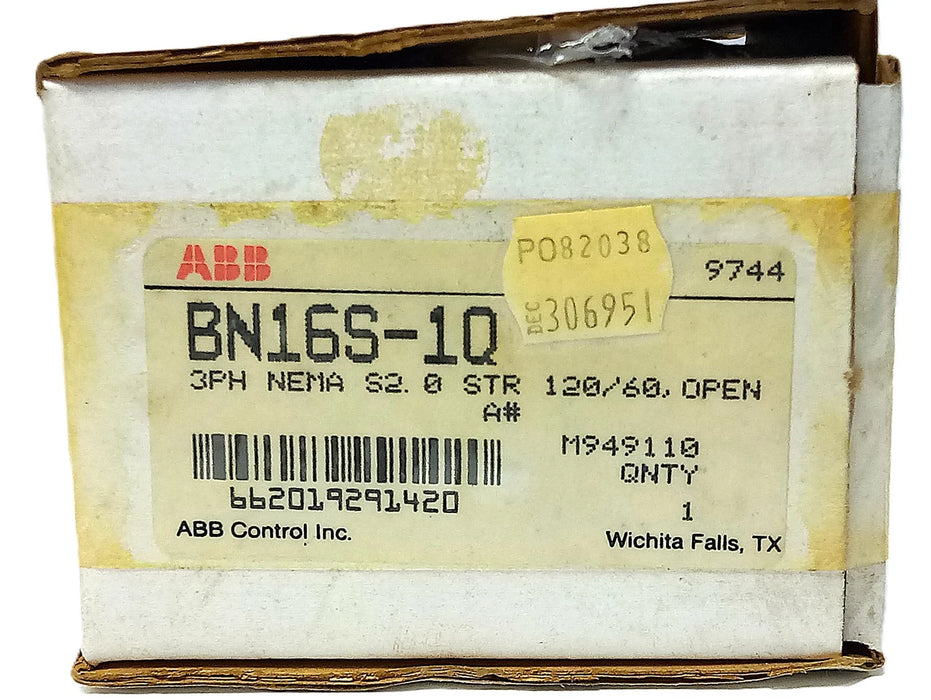 ABB
PO82038
9744
DEC 306951
BN16S-1Q
3PH NEMA S2.0 STR 120/60, OPEN
A#
M949110
QNTY
662019291420
1
ABB Control Inc.
Wichita Falls, TX